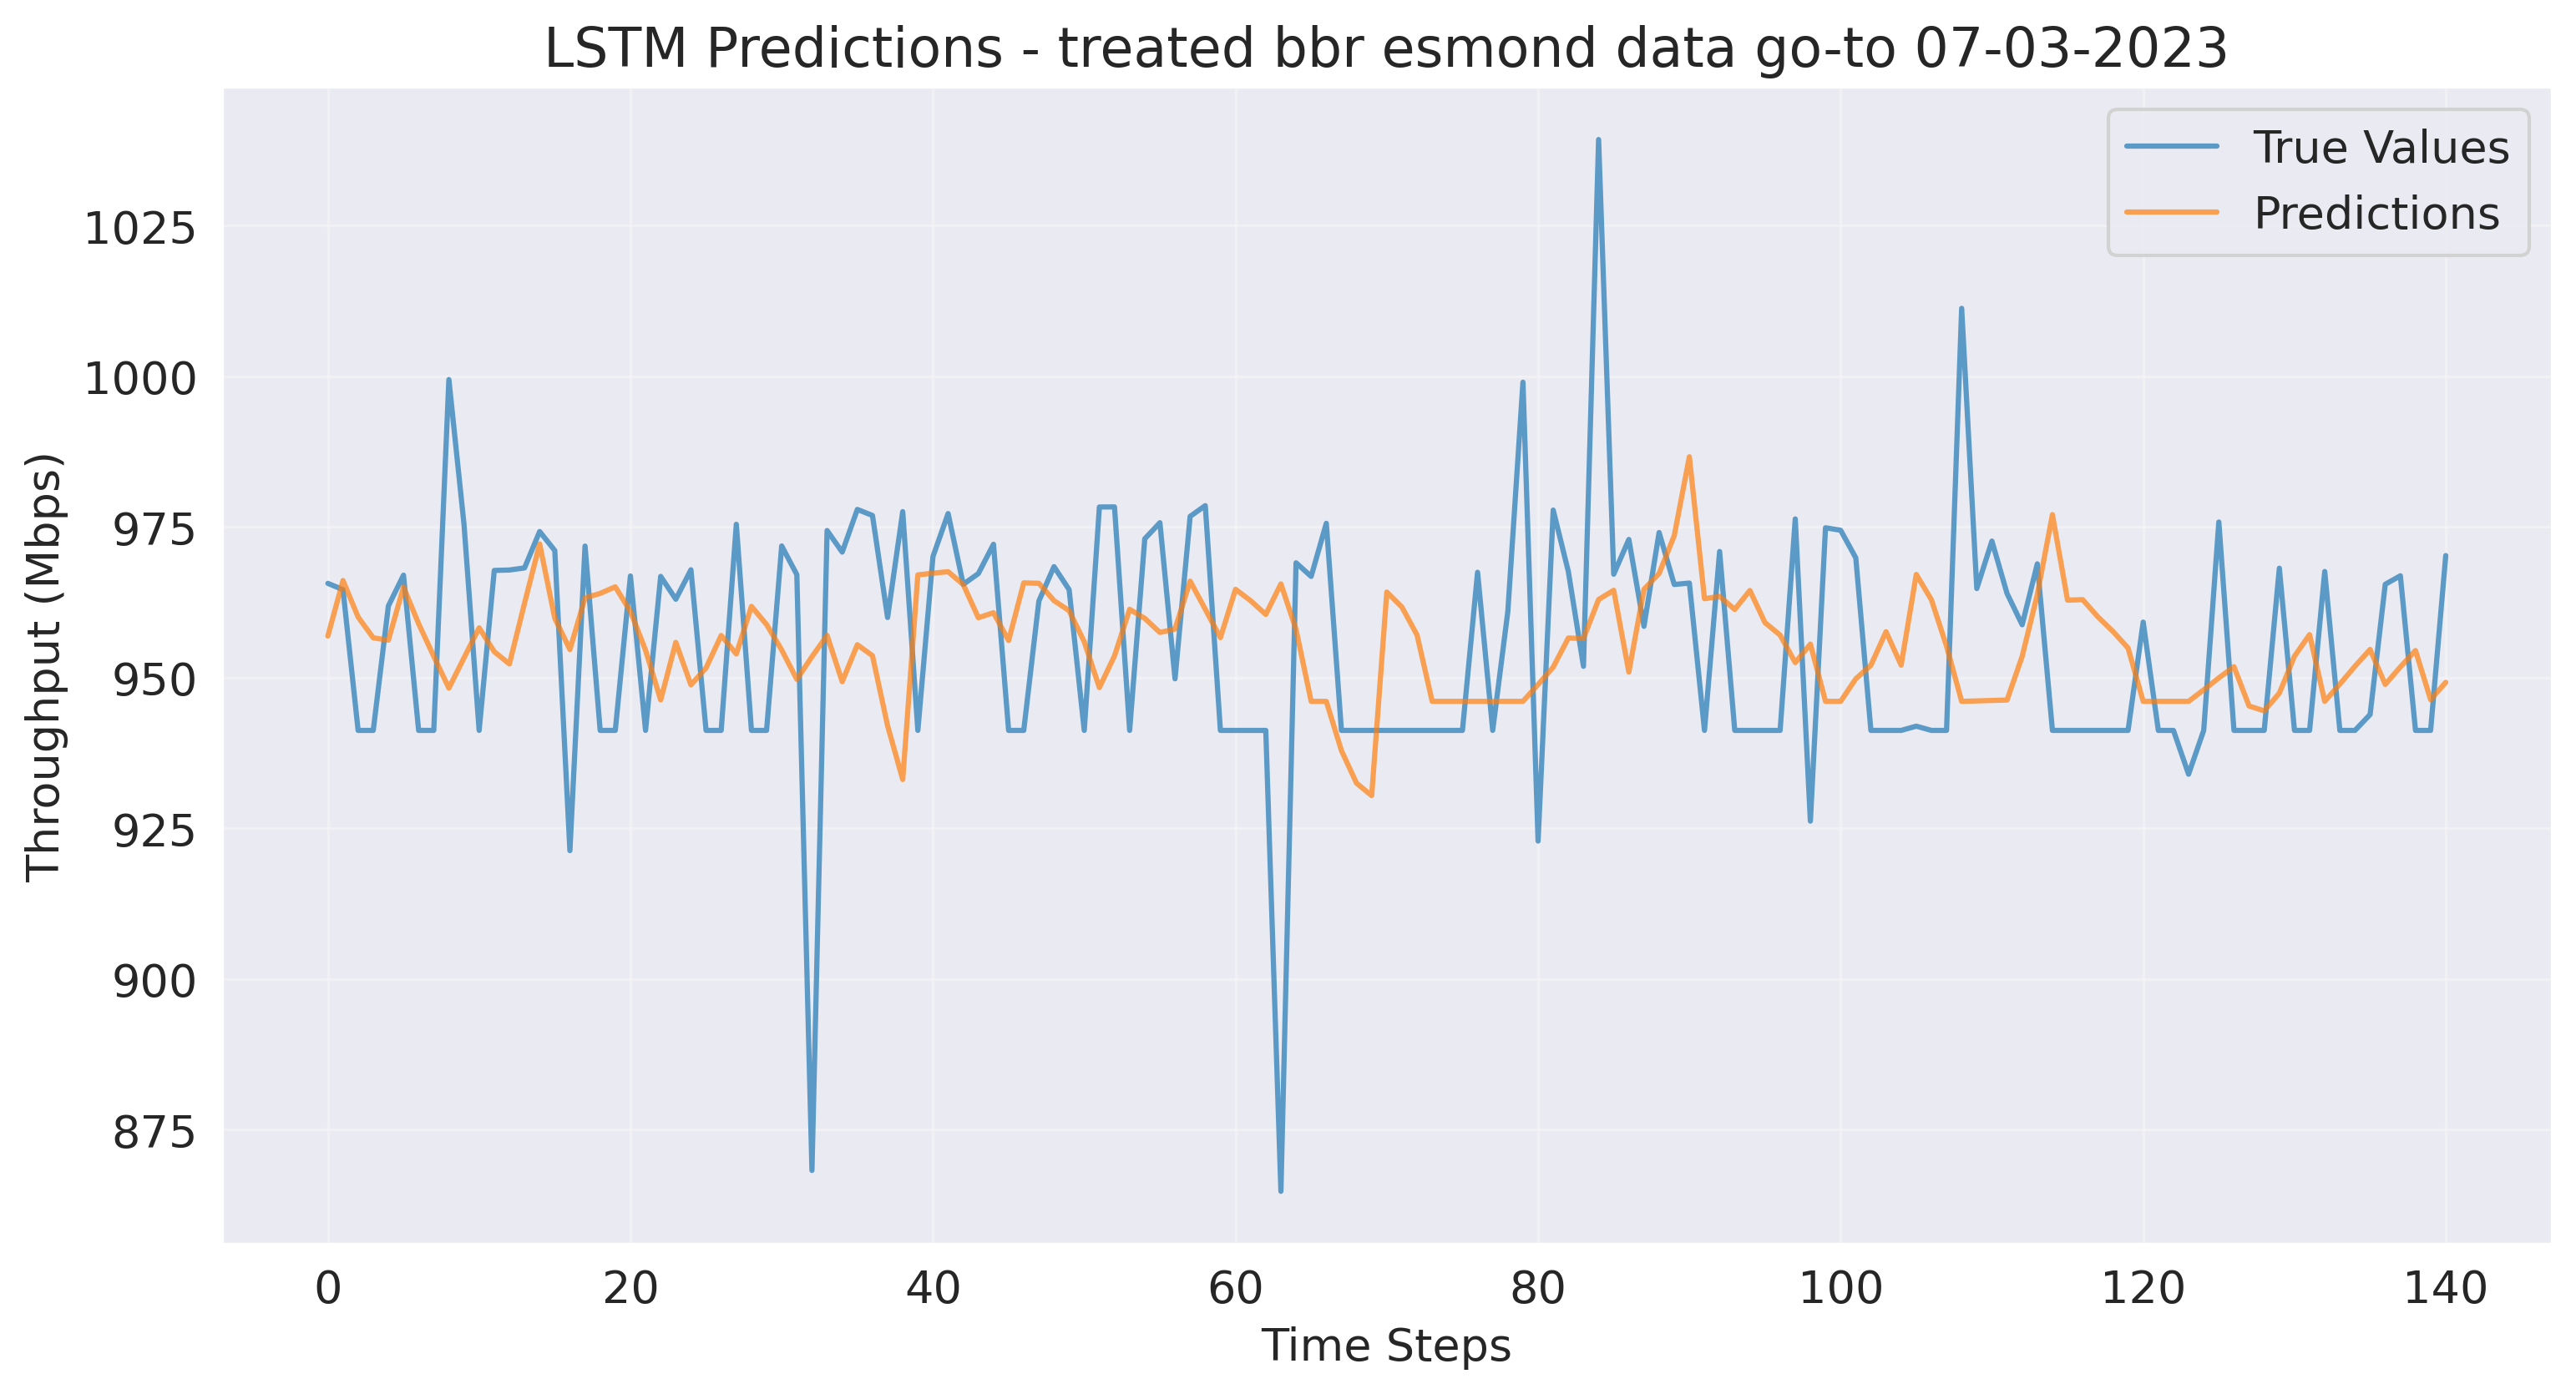 LSTM Predictions - treated bbr esmond data go-to 07-03-2023
True Values
Predictions
Throughput (Mbps)
1025
1000
975
950
925
900
875
0 20 40 60 80 100 120 140
Time Steps